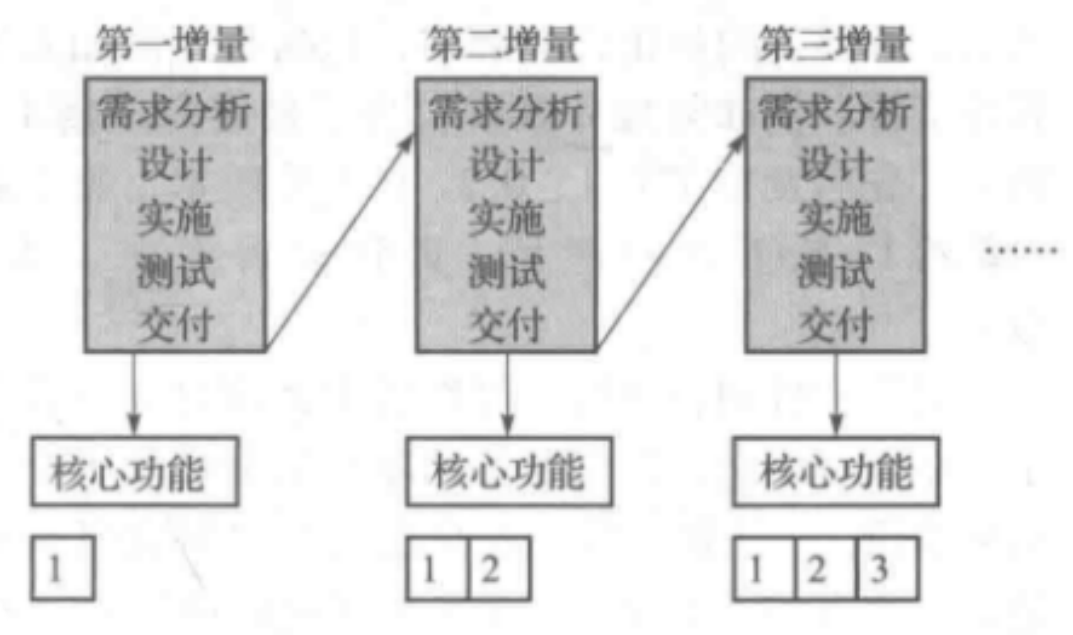 第一增量
需求分析
设计
实施
测试
交付
核心功能
1
第二增量
需求分析
设计
实施
测试
交付
核心功能
1 2
第三增量
需求分析
设计
实施
测试
交付
核心功能
1 2 3
……